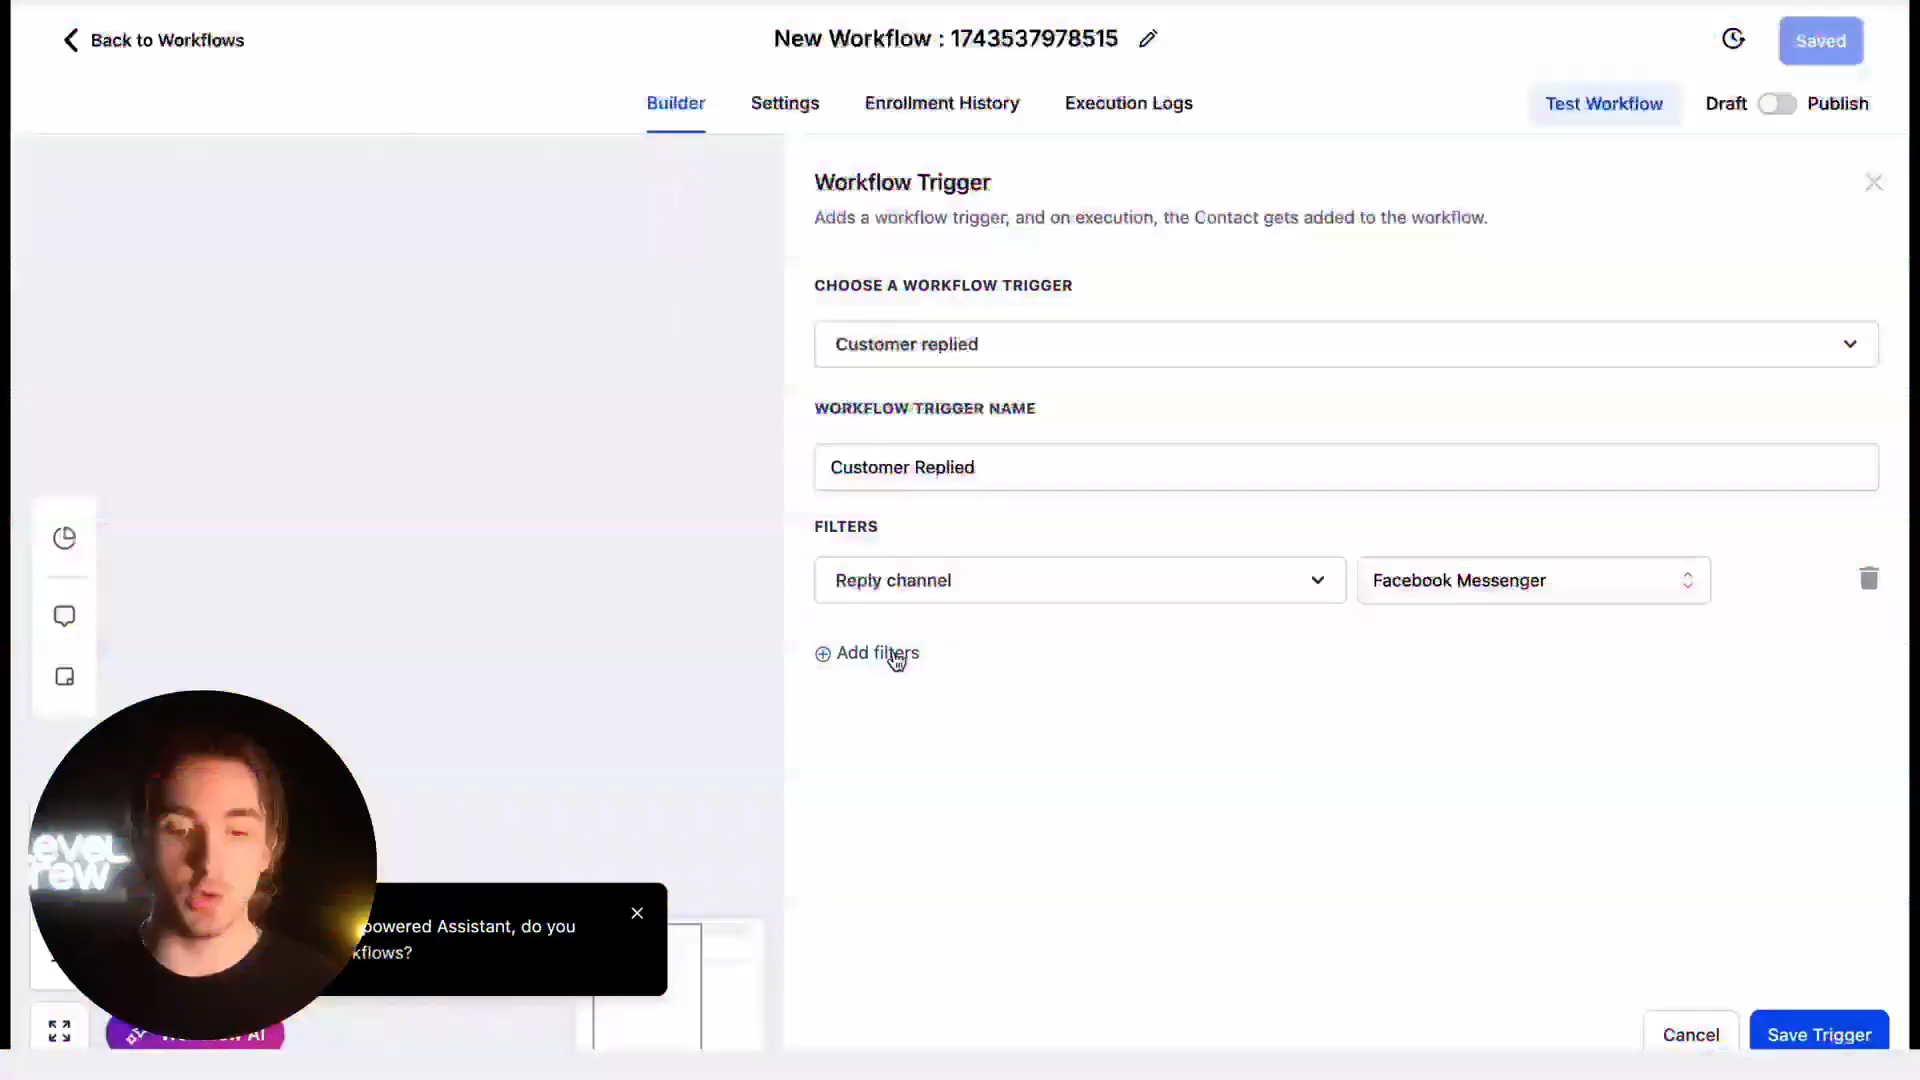 Back to Workflows
New Workflow : 1743537978515
Saved
Builder
Settings
Enrollment History
Execution Logs
Test Workflow
Draft
Publish
Workflow Trigger
Adds a workflow trigger, and on execution, the Contact gets added to the workflow.
CHOOSE A WORKFLOW TRIGGER
Customer replied
WORKFLOW TRIGGER NAME
Customer Replied
FILTERS
Reply channel
Facebook Messenger
Add filters
powered Assistant, do you
kflows?
AI
Cancel
Save Trigger